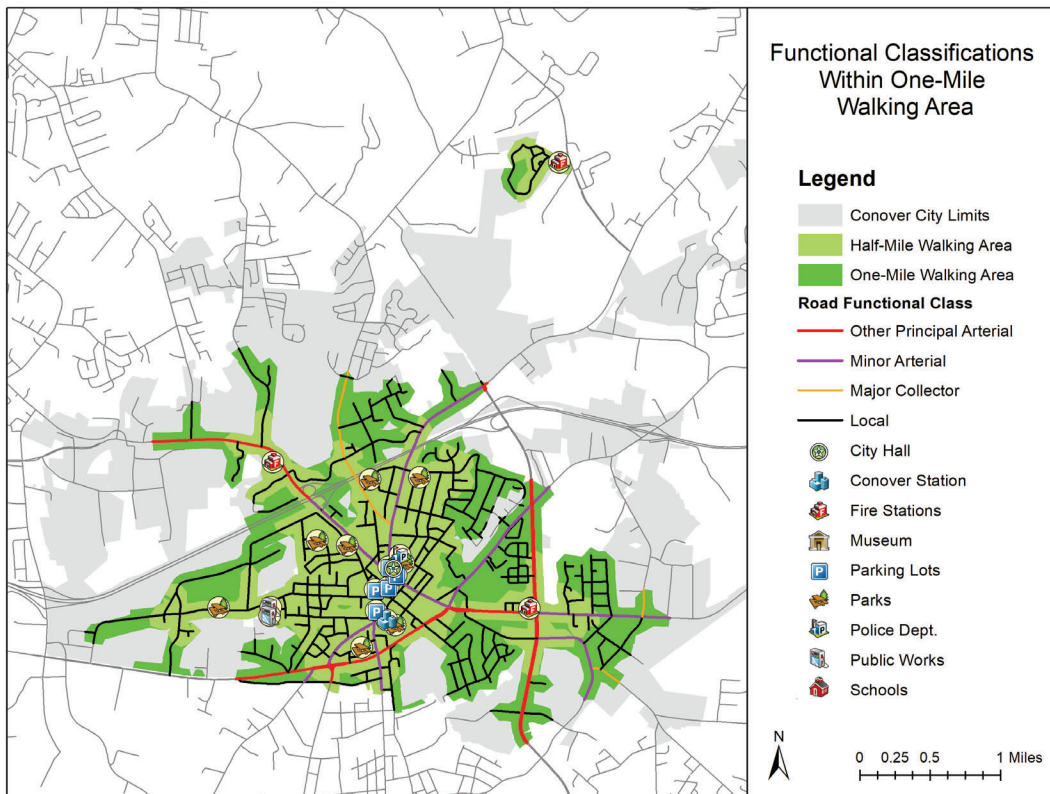 Functional Classifications
Within One-Mile
Walking Area
Legend
Conover City Limits
Half-Mile Walking Area
One-Mile Walking Area
Road Functional Class
Other Principal Arterial
Minor Arterial
Major Collector
Local
City Hall
Conover Station
Fire Stations
Museum
Parking Lots
Parks
Police Dept.
Public Works
Schools
N
0 0.25 0.5 1 Miles